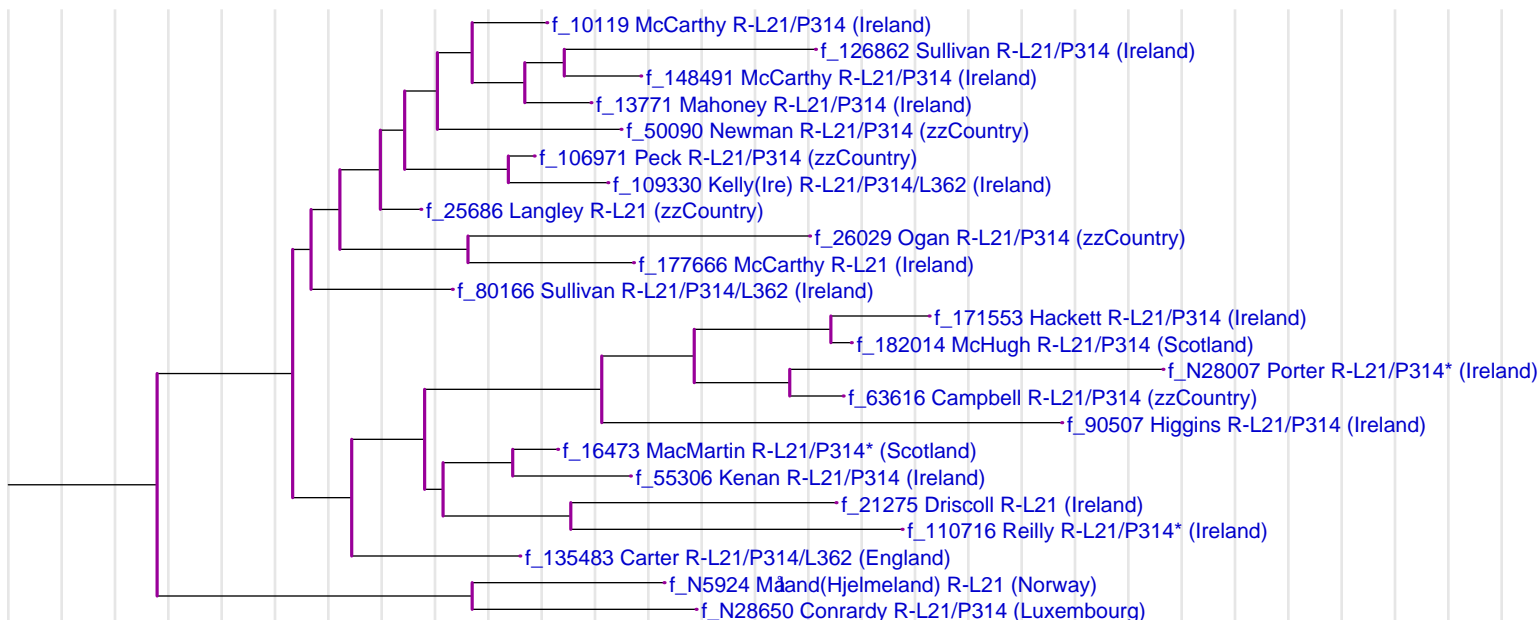 f_10119 McCarthy R-L21/P314 (Ireland)
f_126862 Sullivan R-L21/P314 (Ireland)
f_148491 McCarthy R-L21/P314 (Ireland)
f_13771 Mahoney R-L21/P314 (Ireland)
f_50090 Newman R-L21/P314 (zzCountry)
f_106971 Peck R-L21/P314 (zzCountry)
f_109330 Kelly(Ire) R-L21/P314/L362 (Ireland)
f_25686 Langley R-L21 (zzCountry)
f_26029 Ogan R-L21/P314 (zzCountry)
f_177666 McCarthy R-L21 (Ireland)
f_80166 Sullivan R-L21/P314/L362 (Ireland)
f_171553 Hackett R-L21/P314 (Ireland)
f_182014 McHugh R-L21/P314 (Scotland)
f_N28007 Porter R-L21/P314* (Ireland)
f_63616 Campbell R-L21/P314 (zzCountry)
f_90507 Higgins R-L21/P314 (Ireland)
f_16473 MacMartin R-L21/P314* (Scotland)
f_55306 Kenan R-L21/P314 (Ireland)
f_21275 Driscoll R-L21 (Ireland)
f_110716 Reilly R-L21/P314* (Ireland)
f_135483 Carter R-L21/P314/L362 (England)
f_N5924 Måland(Hjelmeland) R-L21 (Norway)
f_N28650 Conrardy R-L21/P314 (Luxembourg)